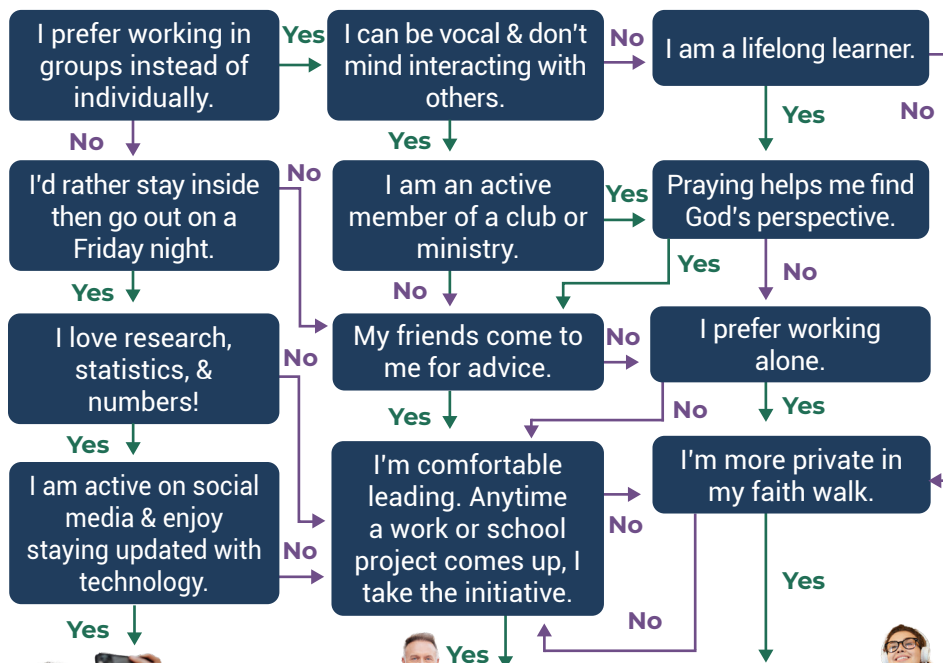 I prefer working in
groups instead of
individually.
Yes
I can be vocal & don't
mind interacting with
others.
No
I am a lifelong learner.
No
Yes
Yes
No
I'd rather stay inside
then go out on a
Friday night.
No
I am an active
member of a club or
ministry.
Yes
Praying helps me find
God's perspective.
Yes
No
Yes
No
I love research,
statistics, &
numbers!
No
My friends come to
me for advice.
No
I prefer working
alone.
Yes
Yes
No
Yes
I am active on social
media & enjoy
staying updated with
technology.
No
I'm comfortable
leading. Anytime
a work or school
project comes up, I
take the initiative.
No
I'm more private in
my faith walk.
Yes
No
Yes
Yes